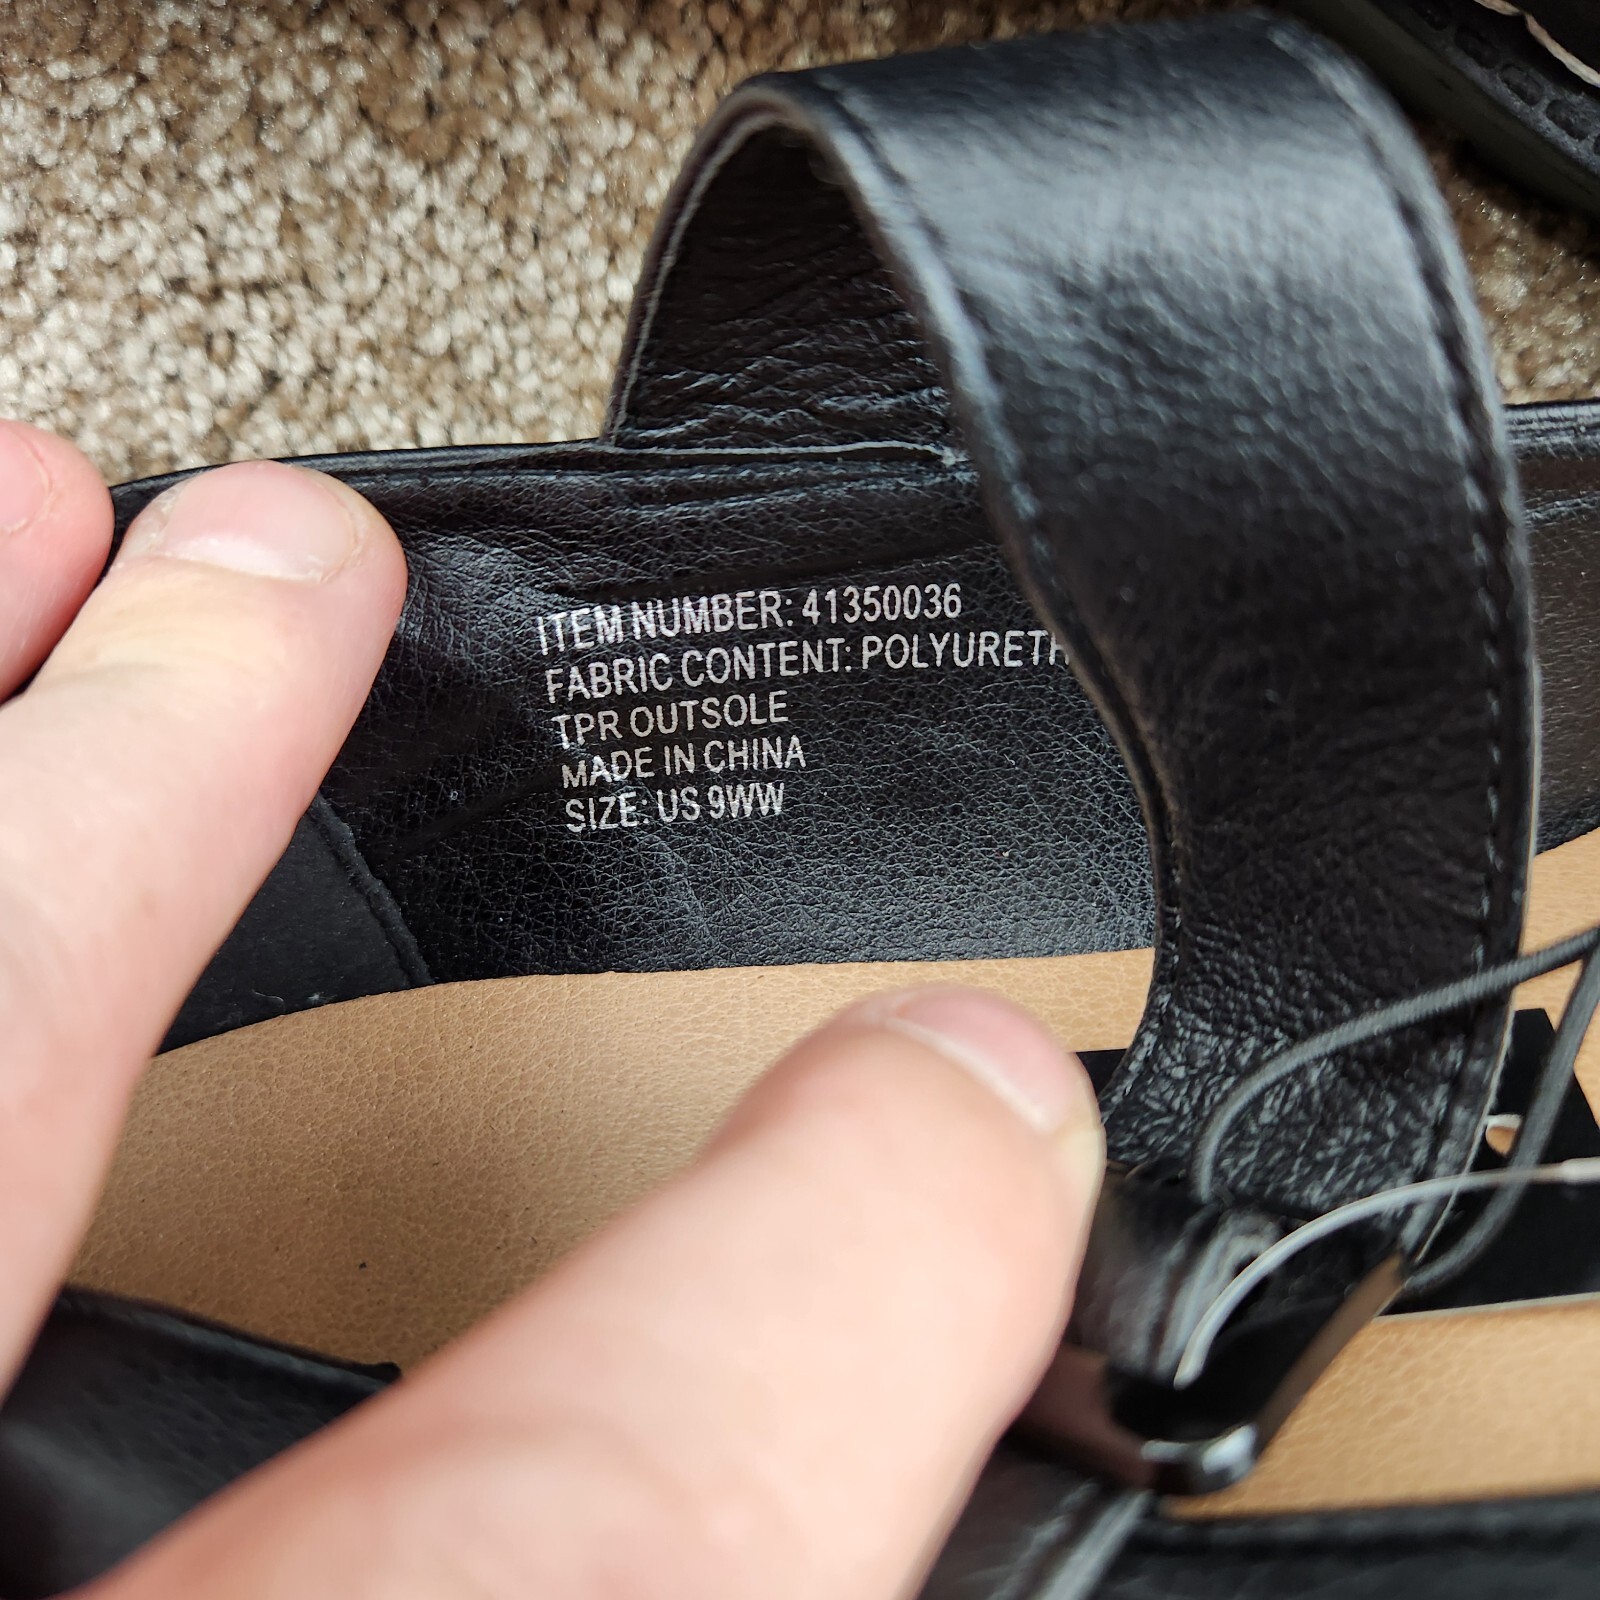 ITEM NUMBER: 41350036
FABRIC CONTENT: POLYURETH
TPR OUTSOLE
MADE IN CHINA
SIZE: US 9WW